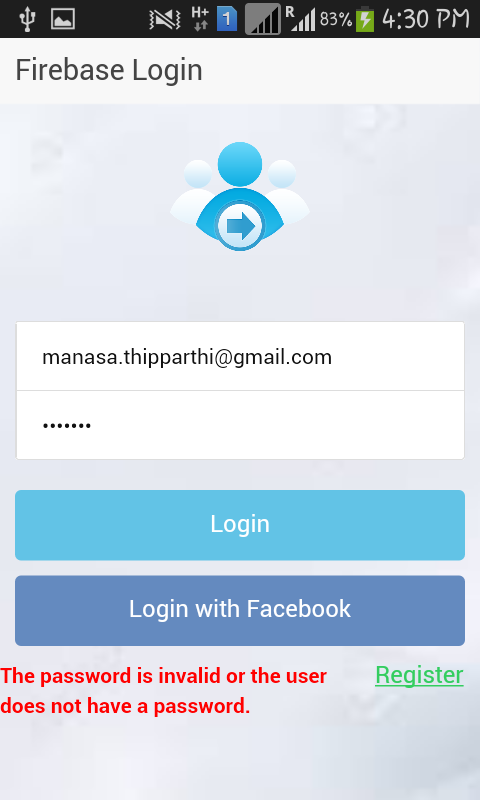 H+ 1 R 83% 4:30 PM
Firebase Login
manasa.thipparthi@gmail.com
•••••••
Login
Login with Facebook
The password is invalid or the user
does not have a password.
Register